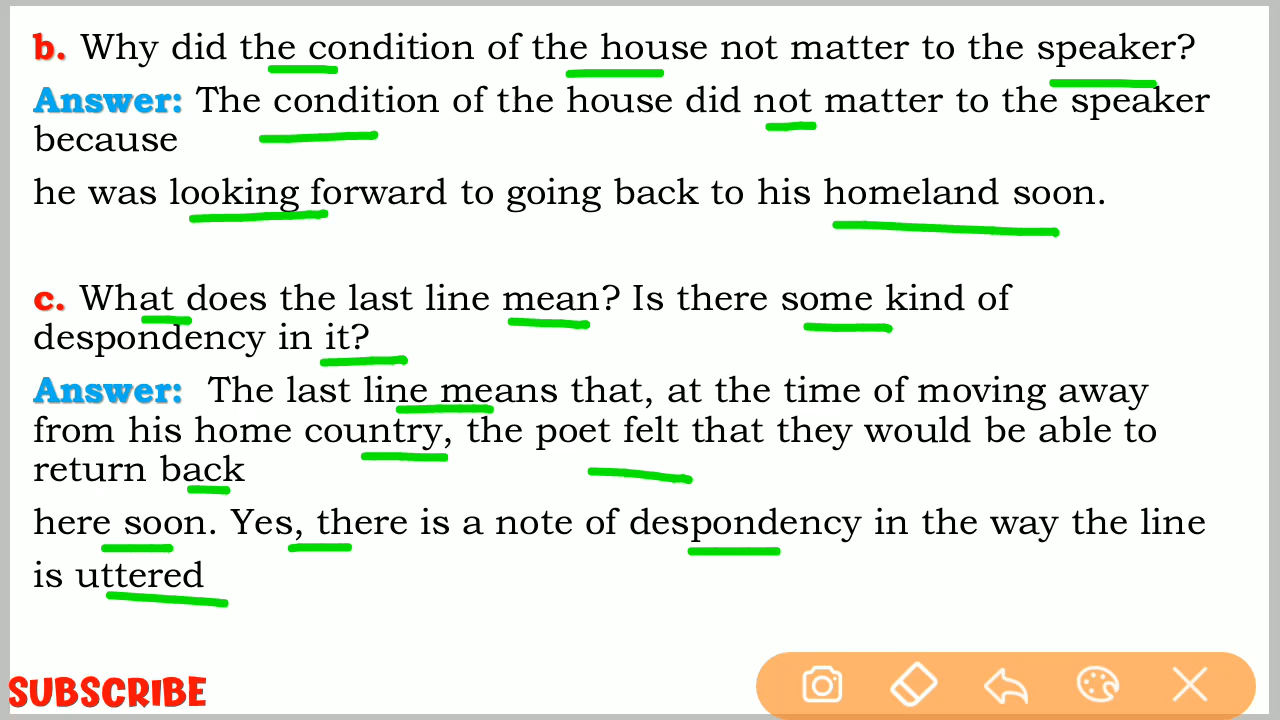 b. Why did the condition of the house not matter to the speaker?
Answer: The condition of the house did not matter to the speaker
because
he was looking forward to going back to his homeland soon.
c. What does the last line mean? Is there some kind of
despondency in it?
Answer: The last line means that, at the time of moving away
from his home country, the poet felt that they would be able to
return back
here soon. Yes, there is a note of despondency in the way the line
is uttered
SUBSCRIBE